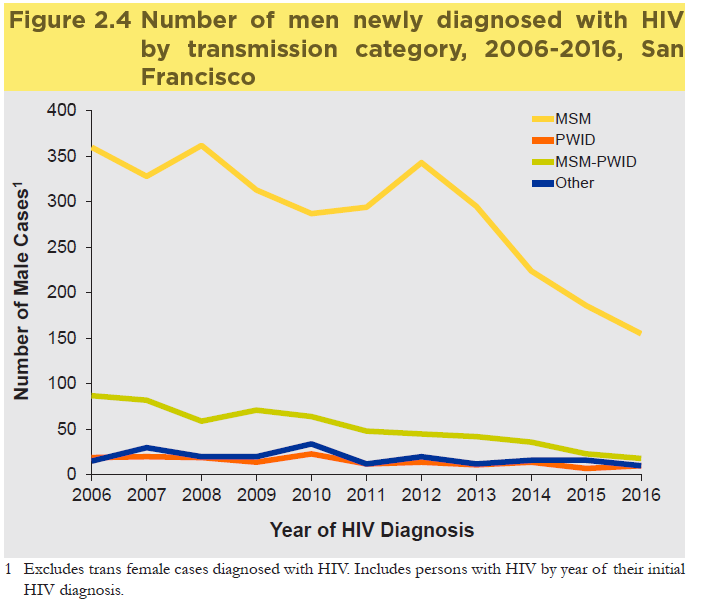 Figure 2.4 Number of men newly diagnosed with HIV
by transmission category, 2006-2016, San
Francisco
400
350
300
250
200
150
100
50
0
Number of Male Cases1
MSM
PWID
MSM-PWID
Other
2006 2007 2008 2009 2010 2011 2012 2013 2014 2015 2016
Year of HIV Diagnosis
1 Excludes trans female cases diagnosed with HIV. Includes persons with HIV by year of their initial
HIV diagnosis.